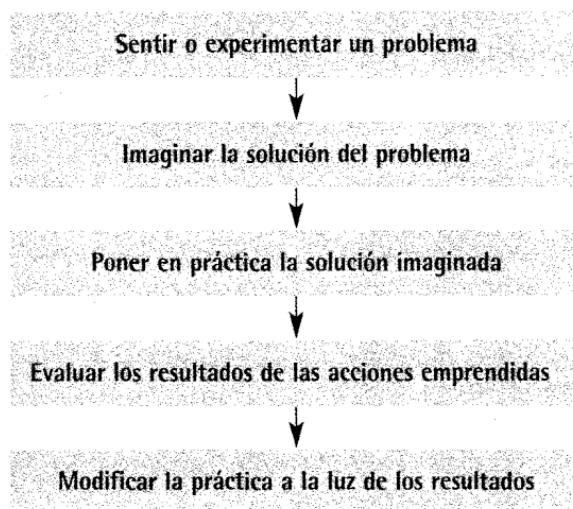 Sentir o experimentar un problema
Imaginar la solución del problema
Poner en práctica la solución imaginada
Evaluar los resultados de las acciones emprendidas
Modificar la práctica a la luz de los resultados